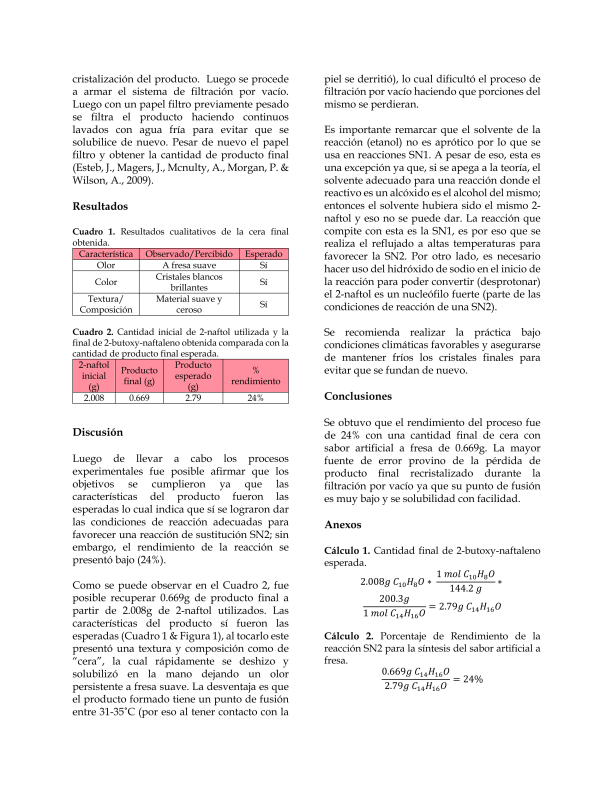 cristalización del producto. Luego se procede
a armar el sistema de filtración por vacío.
Luego con un papel filtro previamente pesado
se filtra el producto haciendo continuos
lavados con agua fría para evitar que se
solubilice de nuevo. Pesar de nuevo el papel
filtro y obtener la cantidad de producto final
(Esteb, J., Magers, J., Mcnulty, A., Morgan, P. &
Wilson, A., 2009).
Resultados
Cuadro 1. Resultados cualitativos de la cera final
obtenida.
Característica Observado/Percibido Esperado
Olor A fresa suave Sí
Color Cristales blancos brillantes Sí
Textura/ Composición Material suave y ceroso Sí
Cuadro 2. Cantidad inicial de 2-naftol utilizada y la
final de 2-butoxy-naftaleno obtenida comparada con la
cantidad de producto final esperada.
2-naftol inicial (g) Producto final (g) Producto esperado (g) % rendimiento
2.008 0.669 2.79 24%
Discusión
Luego de llevar a cabo los procesos
experimentales fue posible afirmar que los
objetivos se cumplieron ya que las
características del producto fueron las
esperadas lo cual indica que sí se lograron dar
las condiciones de reacción adecuadas para
favorecer una reacción de sustitución SN2; sin
embargo, el rendimiento de la reacción se
presentó bajo (24%).
Como se puede observar en el Cuadro 2, fue
posible recuperar 0.669g de producto final a
partir de 2.008g de 2-naftol utilizados. Las
características del producto sí fueron las
esperadas (Cuadro 1 & Figura 1), al tocarlo este
presentó una textura y composición como de
“cera”, la cual rápidamente se deshizo y
solubilizó en la mano dejando un olor
persistente a fresa suave. La desventaja es que
el producto formado tiene un punto de fusión
entre 31-35˚C (por eso al tener contacto con la
piel se derritió), lo cual dificultó el proceso de
filtración por vacío haciendo que porciones del
mismo se perdieran.
Es importante remarcar que el solvente de la
reacción (etanol) no es aprótico por lo que se
usa en reacciones SN1. A pesar de eso, esta es
una excepción ya que, si se apega a la teoría, el
solvente adecuado para una reacción donde el
reactivo es un alcóxido es el alcohol del mismo;
entonces el solvente hubiera sido el mismo 2-
naftol y eso no se puede dar. La reacción que
compite con esta es la SN1, es por eso que se
realiza el reflujado a altas temperaturas para
favorecer la SN2. Por otro lado, es necesario
hacer uso del hidróxido de sodio en el inicio de
la reacción para poder convertir (desprotonar)
el 2-naftol es un nucleófilo fuerte (parte de las
condiciones de reacción de una SN2).
Se recomienda realizar la práctica bajo
condiciones climáticas favorables y asegurarse
de mantener fríos los cristales finales para
evitar que se fundan de nuevo.
Conclusiones
Se obtuvo que el rendimiento del proceso fue
de 24% con una cantidad final de cera con
sabor artificial a fresa de 0.669g. La mayor
fuente de error provino de la pérdida de
producto final recristalizado durante la
filtración por vacío ya que su punto de fusión
es muy bajo y se solubilidad con facilidad.
Anexos
Cálculo 1. Cantidad final de 2-butoxy-naftaleno
esperada.
2.008g C₁₀H₈O ∗ 1 mol C₁₀H₈O / 144.2 g ∗
200.3g / 1 mol C₁₄H₁₆O = 2.79g C₁₄H₁₆O
Cálculo 2. Porcentaje de Rendimiento de la
reacción SN2 para la síntesis del sabor artificial a
fresa.
0.669g C₁₄H₁₆O / 2.79g C₁₄H₁₆O = 24%